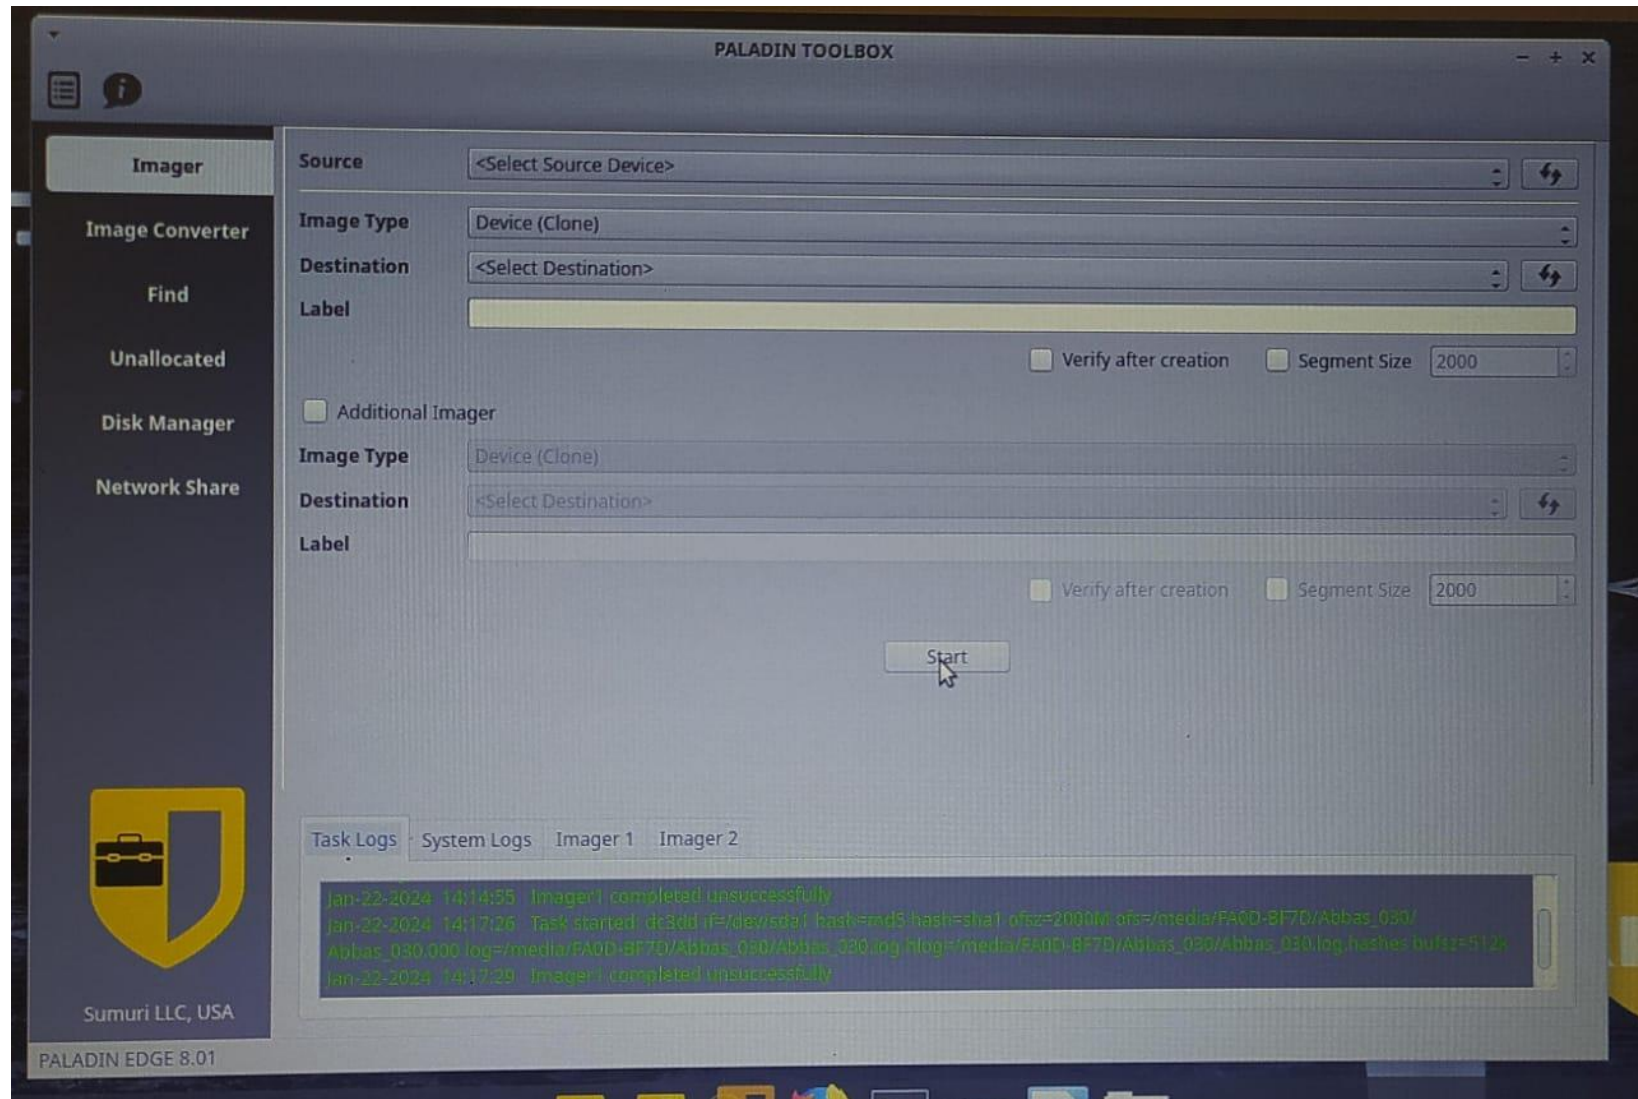 PALADIN TOOLBOX
Imager
Image Converter
Find
Unallocated
Disk Manager
Network Share
Sumuri LLC, USA
PALADIN EDGE 8.01
Source <Select Source Device>
Image Type Device (Clone)
Destination <Select Destination>
Label
Verify after creation Segment Size 2000
Additional Imager
Image Type Device (Clone)
Destination <Select Destination>
Label
Verify after creation Segment Size 2000
Start
Task Logs System Logs Imager 1 Imager 2
Jan-22-2024 14:14:55 Imager1 completed unsuccessfully
Jan-22-2024 14:17:26 Task started: dc3dd if=/dev/sda1 hash=md5 hash=sha1 ofsz=2000M ofs=/media/FA0D-BF7D/Abbas_030/
Abbas_030.000 log=/media/FA0D-BF7D/Abbas_030/Abbas_030.log hlog=/media/FA0D-BF7D/Abbas_030/Abbas_030.log.hashes bufsz=512k
Jan-22-2024 14:17:29 Imager1 completed unsuccessfully